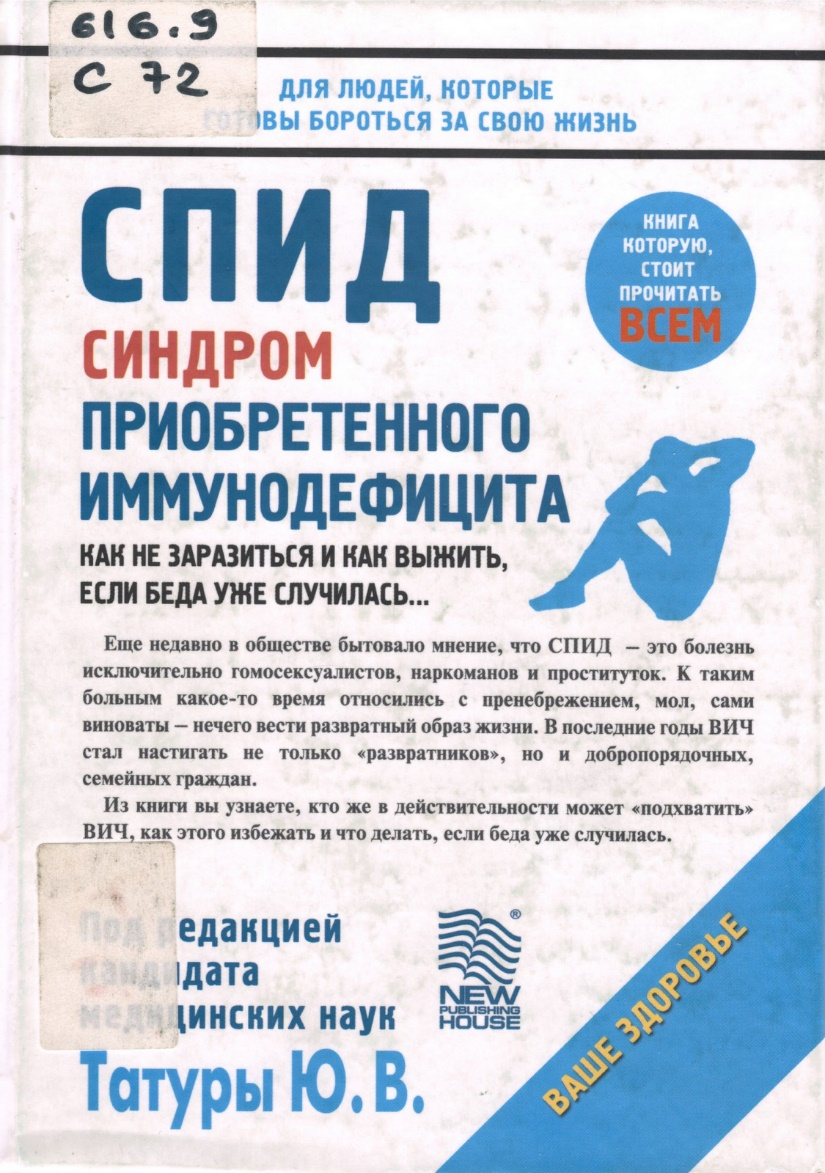 616.9
С 72
ДЛЯ ЛЮДЕЙ, КОТОРЫЕ
ГОТОВЫ БОРОТЬСЯ ЗА СВОЮ ЖИЗНЬ
СПИД
СИНДРОМ
ПРИОБРЕТЕННОГО
ИММУНОДЕФИЦИТА
КАК НЕ ЗАРАЗИТЬСЯ И КАК ВЫЖИТЬ,
ЕСЛИ БЕДА УЖЕ СЛУЧИЛАСЬ...
КНИГА
КОТОРУЮ,
СТОИТ
ПРОЧИТАТЬ
ВСЕМ
Еще недавно в обществе бытовало мнение, что СПИД – это болезнь
исключительно гомосексуалистов, наркоманов и проституток. К таким
больным какое-то время относились с пренебрежением, мол, сами
виноваты – нечего вести развратный образ жизни. В последние годы ВИЧ
стал настигать не только «развратников», но и добропорядочных,
семейных граждан.
Из книги вы узнаете, кто же в действительности может «подхватить»
ВИЧ, как этого избежать и что делать, если беда уже случилась.
Под редакцией
кандидата
медицинских наук
Татуры Ю. В.
®
NEW
PUBLISHING
HOUSE
ВАШЕ ЗДОРОВЬЕ